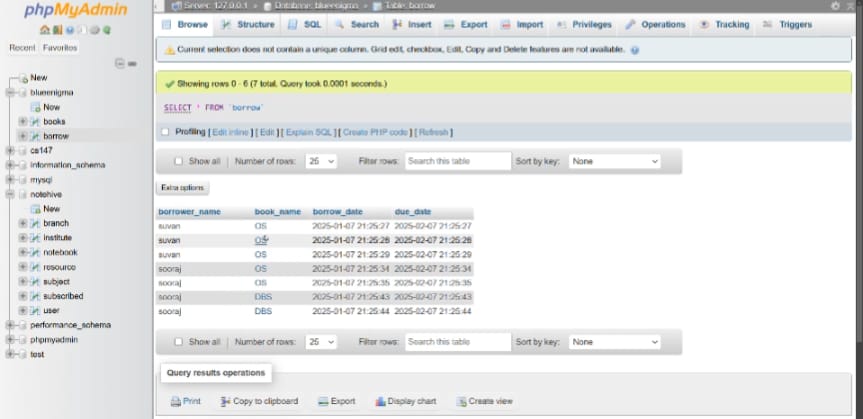 phpMyAdmin
Recent Favorites
New
blueenigma
New
books
borrow
cs147
information_schema
mysql
notehive
New
branch
institute
notebook
resource
subject
subscribed
user
performance_schema
phpmyadmin
test
Server: 127.0.0.1 » Database: blueenigma » Table: borrow
Browse Structure SQL Search Insert Export Import Privileges Operations Tracking Triggers
Current selection does not contain a unique column. Grid edit, checkbox, Edit, Copy and Delete features are not available.
Showing rows 0 - 6 (7 total, Query took 0.0001 seconds.)
SELECT * FROM `borrow`
Profiling [ Edit inline ] [ Edit ] [ Explain SQL ] [ Create PHP code ] [ Refresh ]
Show all Number of rows: 25 Filter rows: Search this table Sort by key: None
Extra options
borrower_name book_name borrow_date due_date
suvan OS 2025-01-07 21:25:27 2025-02-07 21:25:27
suvan OS 2025-01-07 21:25:28 2025-02-07 21:25:28
suvan OS 2025-01-07 21:25:29 2025-02-07 21:25:29
sooraj OS 2025-01-07 21:25:34 2025-02-07 21:25:34
sooraj OS 2025-01-07 21:25:35 2025-02-07 21:25:35
sooraj DBS 2025-01-07 21:25:43 2025-02-07 21:25:43
sooraj DBS 2025-01-07 21:25:44 2025-02-07 21:25:44
Show all Number of rows: 25 Filter rows: Search this table Sort by key: None
Query results operations
Print Copy to clipboard Export Display chart Create view